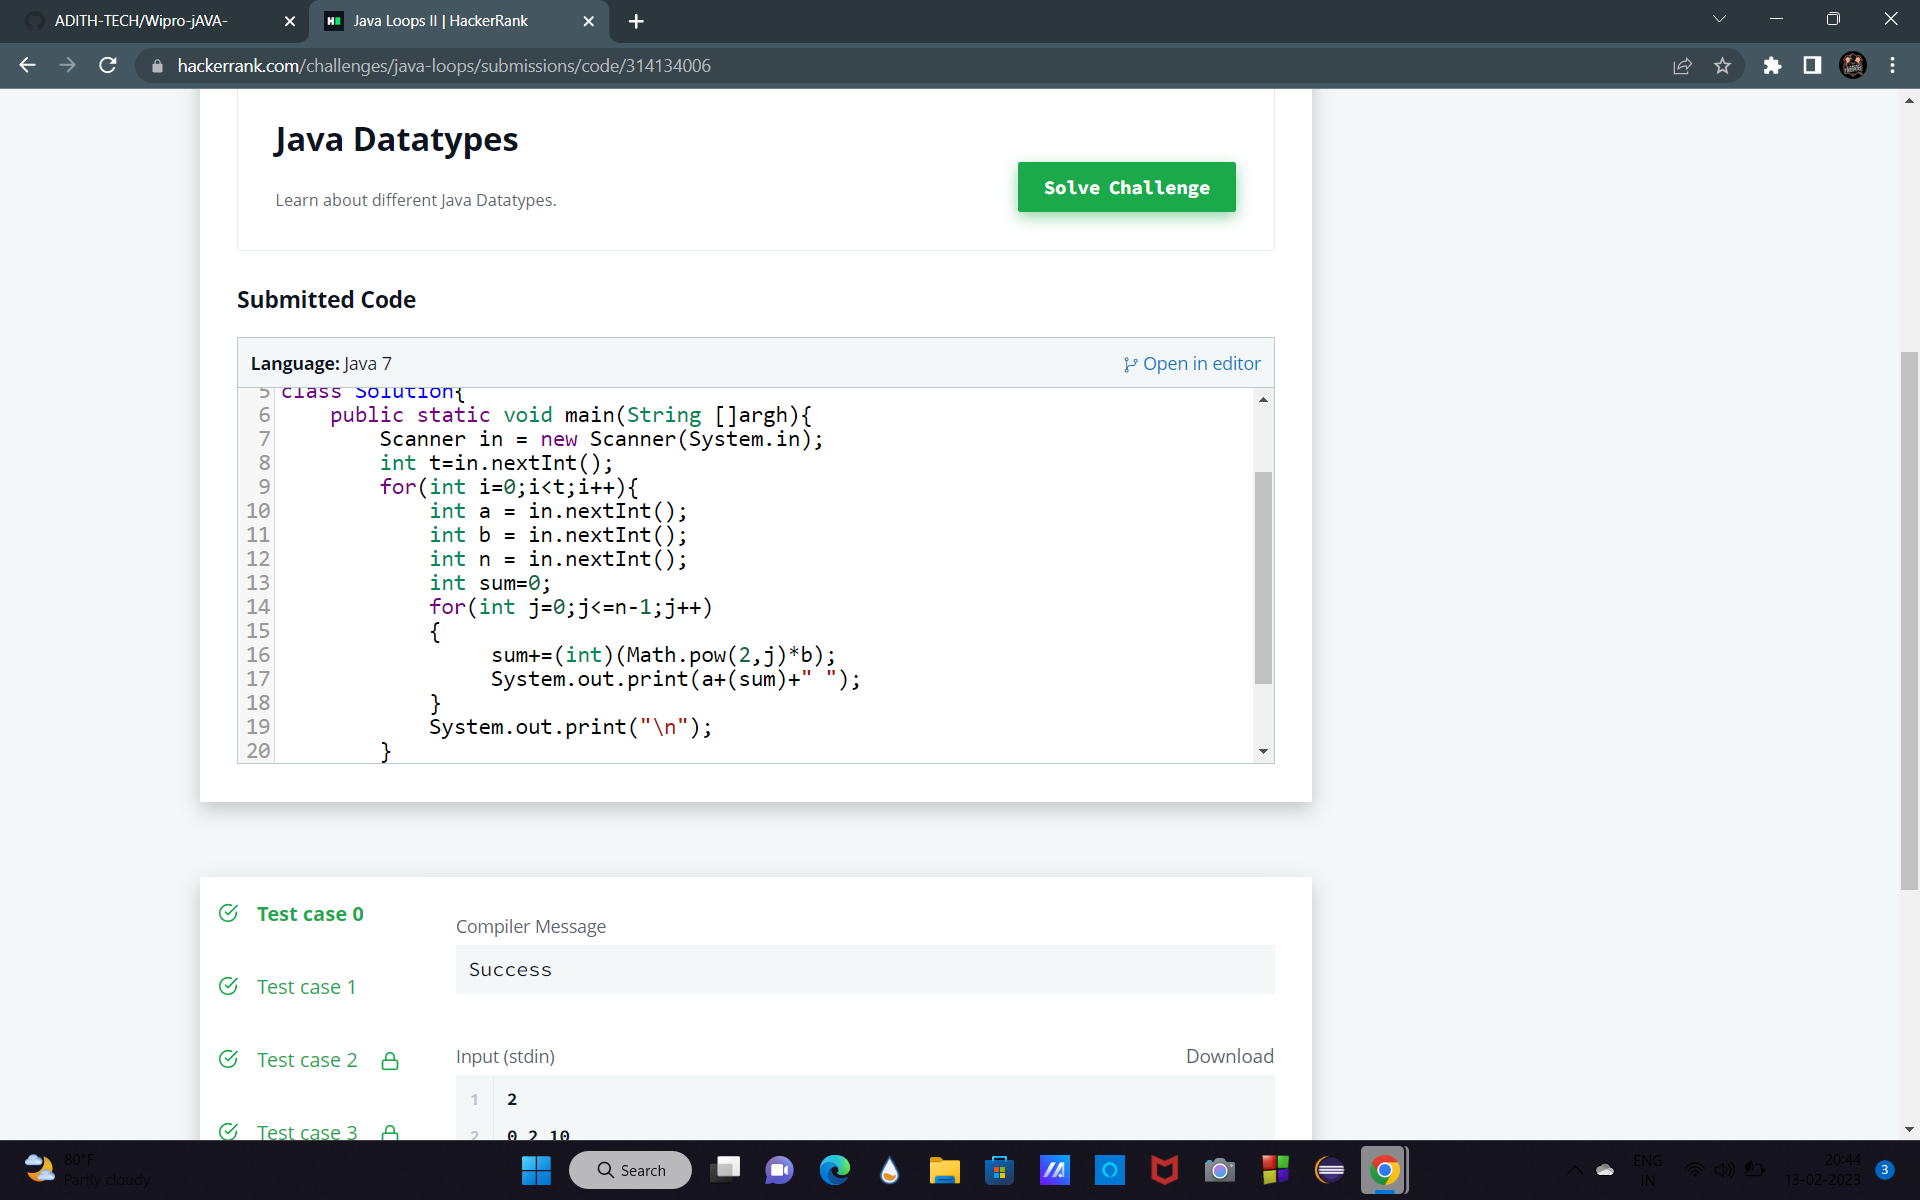 ADITH-TECH/Wipro-jAVA-
Java Loops II | HackerRank
hackerrank.com/challenges/java-loops/submissions/code/314134006
Java Datatypes
Learn about different Java Datatypes.
Solve Challenge
Submitted Code
Language: Java 7
Open in editor
5 class Solution{
6 public static void main(String []argh){
7 Scanner in = new Scanner(System.in);
8 int t=in.nextInt();
9 for(int i=0;i<t;i++){
10 int a = in.nextInt();
11 int b = in.nextInt();
12 int n = in.nextInt();
13 int sum=0;
14 for(int j=0;j<=n-1;j++)
15 {
16 sum+=(int)(Math.pow(2,j)*b);
17 System.out.print(a+(sum)+" ");
18 }
19 System.out.print("\n");
20 }
Test case 0
Compiler Message
Success
Test case 1
Test case 2
Input (stdin)
Download
1 2
2 0 2 10
Test case 3
80°F
Partly cloudy
Search
ENG
IN
20:44
13-02-2023
3